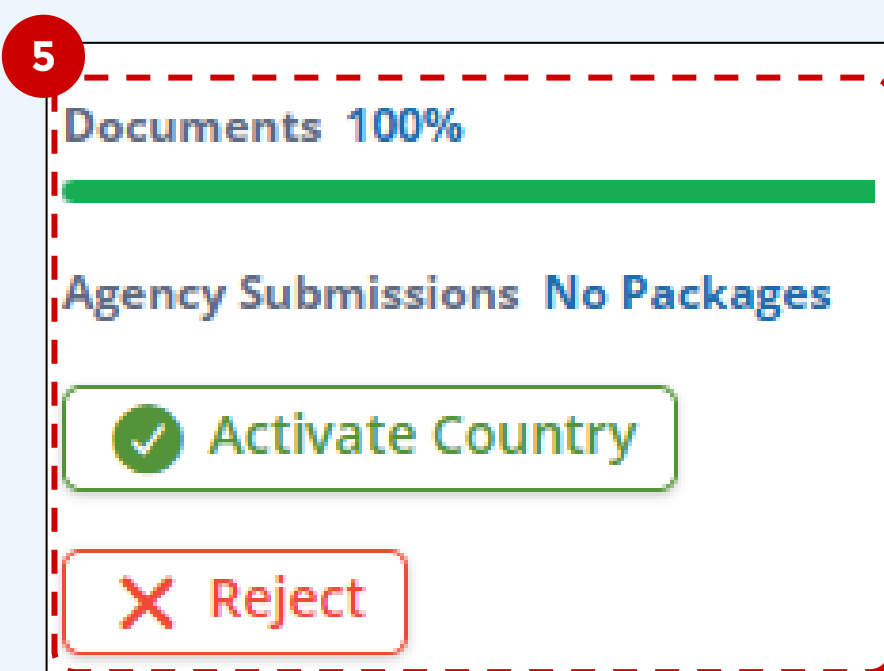 5
Documents 100%
Agency Submissions No Packages
Activate Country
Reject